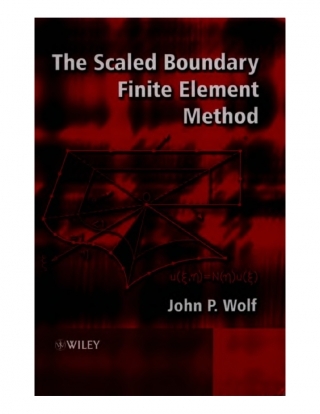 The Scaled Boundary
Finite Element
Method
u(ξ,η)=N(η)u(ξ)
John P. Wolf
WILEY